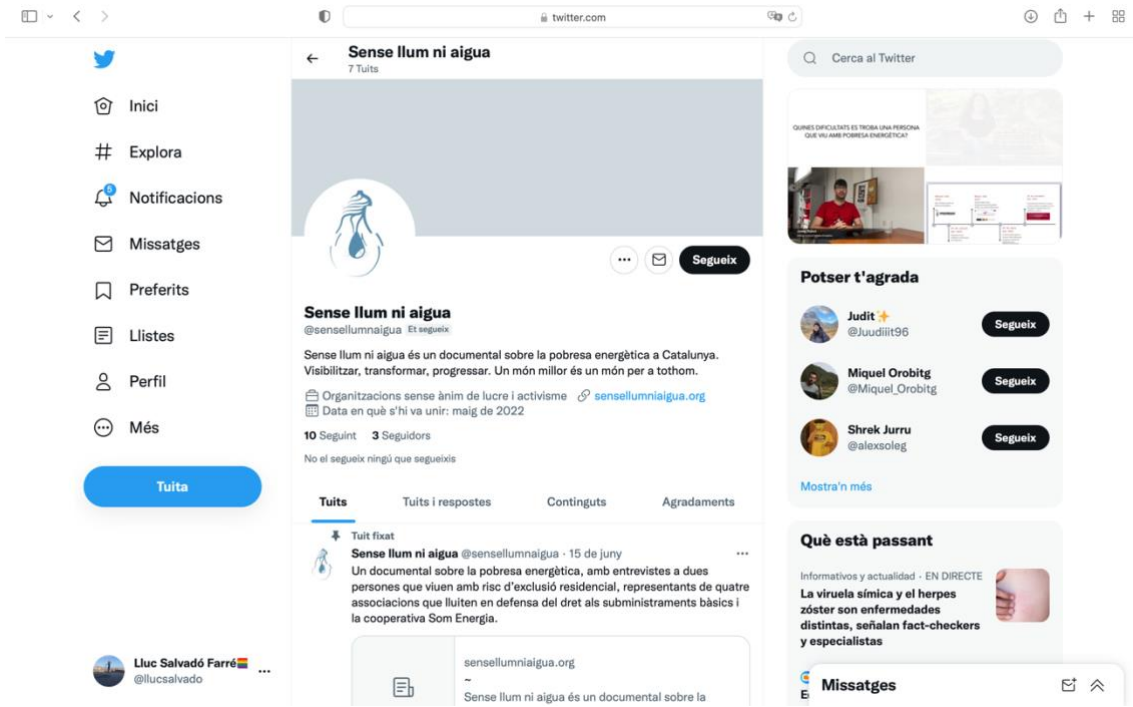 twitter.com
Inici
Explora
5
Notificacions
Missatges
Preferits
Llistes
Perfil
Més
Tuita
Lluc Salvadó Farré🏳️‍🌈
@llucsalvado
Sense llum ni aigua
7 Tuits
Segueix
Sense llum ni aigua
@sensellumnaigua Et segueix
Sense llum ni aigua és un documental sobre la pobresa energètica a Catalunya.
Visibilitzar, transformar, progressar. Un món millor és un món per a tothom.
Organitzacions sense ànim de lucre i activisme sensellumniaigua.org
Data en què s'hi va unir: maig de 2022
10 Seguint 3 Seguidors
No el segueix ningú que segueixis
Tuits Tuits i respostes Continguts Agradaments
Tuit fixat
Sense llum ni aigua @sensellumnaigua · 15 de juny
Un documental sobre la pobresa energètica, amb entrevistes a dues
persones que viuen amb risc d'exclusió residencial, representants de quatre
associacions que lluiten en defensa del dret als subministraments bàsics i
la cooperativa Som Energia.
sensellumniaigua.org
~
Sense llum ni aigua és un documental sobre la
Cerca al Twitter
QUINES DIFICULTATS ES TROBA UNA PERSONA
QUE VIU AMB POBRESA ENERGÈTICA?
Potser t'agrada
Judit✨
@Juudiiit96
Segueix
Miquel Orobitg
@Miquel_Orobitg
Segueix
Shrek Jurru
@alexsoleg
Segueix
Mostra'n més
Què està passant
Informativos y actualidad · EN DIRECTE
La viruela símica y el herpes
zóster son enfermedades
distintas, señalan fact-checkers
y especialistas
Missatges